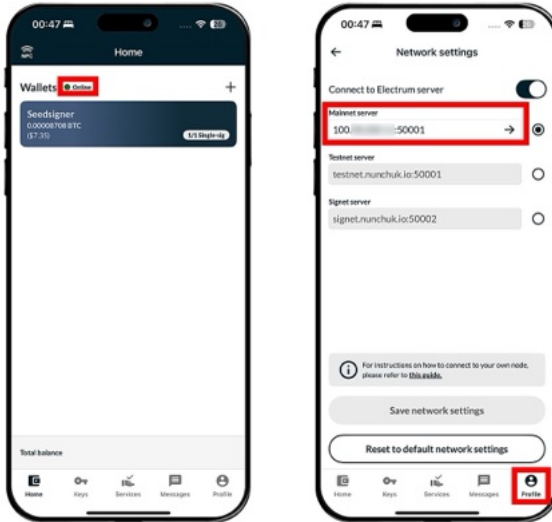 00:47
20
NFC
Home
Wallets
Online
+
Seedsigner
0.00008708 BTC
($7.35)
1/1 Single-sig
Total balance
Home
Keys
Services
Messages
Profile
00:47
Network settings
Connect to Electrum server
Mainnet server
100. :50001
Testnet server
testnet.nunchuk.io:50001
Signet server
signet.nunchuk.io:50002
For instructions on how to connect to your own node,
please refer to this guide.
Save network settings
Reset to default network settings
Home
Keys
Services
Messages
Profile